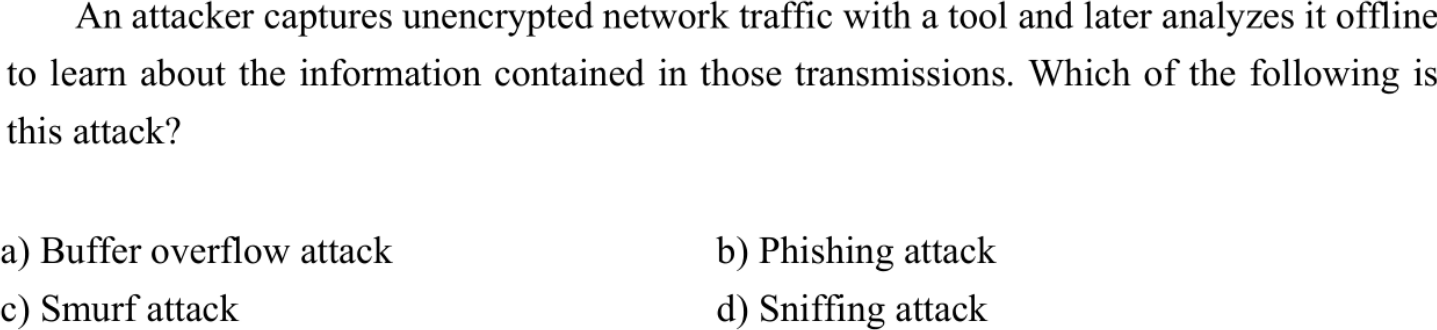 An attacker captures unencrypted network traffic with a tool and later analyzes it offline
to learn about the information contained in those transmissions. Which of the following is
this attack?
a) Buffer overflow attack
b) Phishing attack
c) Smurf attack
d) Sniffing attack